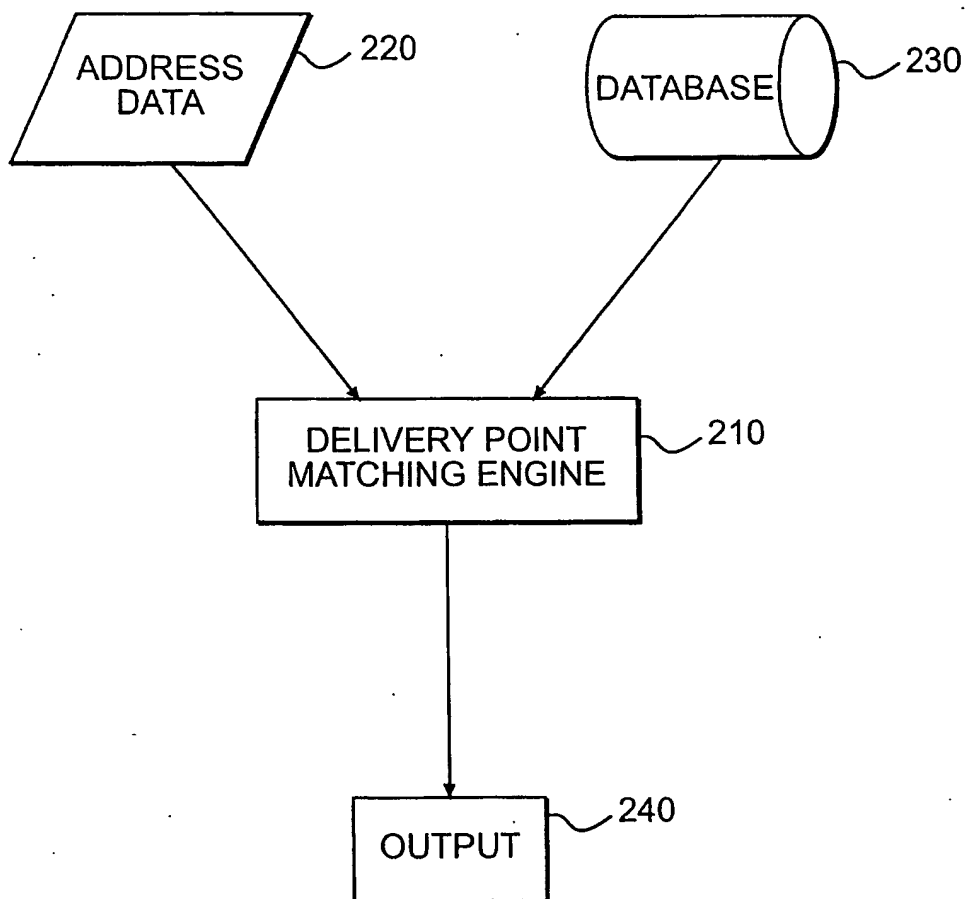 ADDRESS
DATA
220
DATABASE
230
DELIVERY POINT
MATCHING ENGINE
210
OUTPUT
240